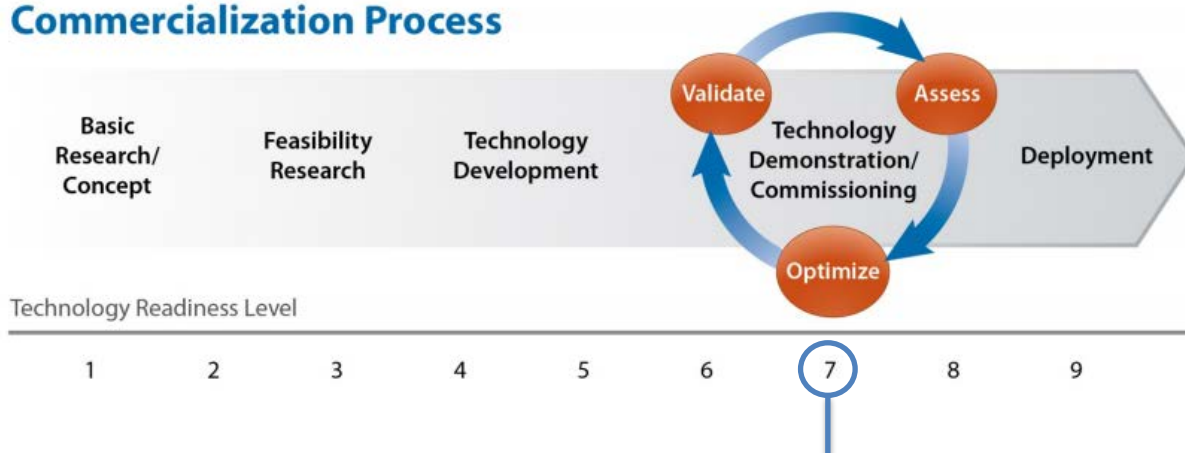 Commercialization Process
Basic
Research/
Concept
Feasibility
Research
Technology
Development
Validate
Assess
Technology
Demonstration/
Commissioning
Optimize
Deployment
Technology Readiness Level
1 2 3 4 5 6 7 8 9